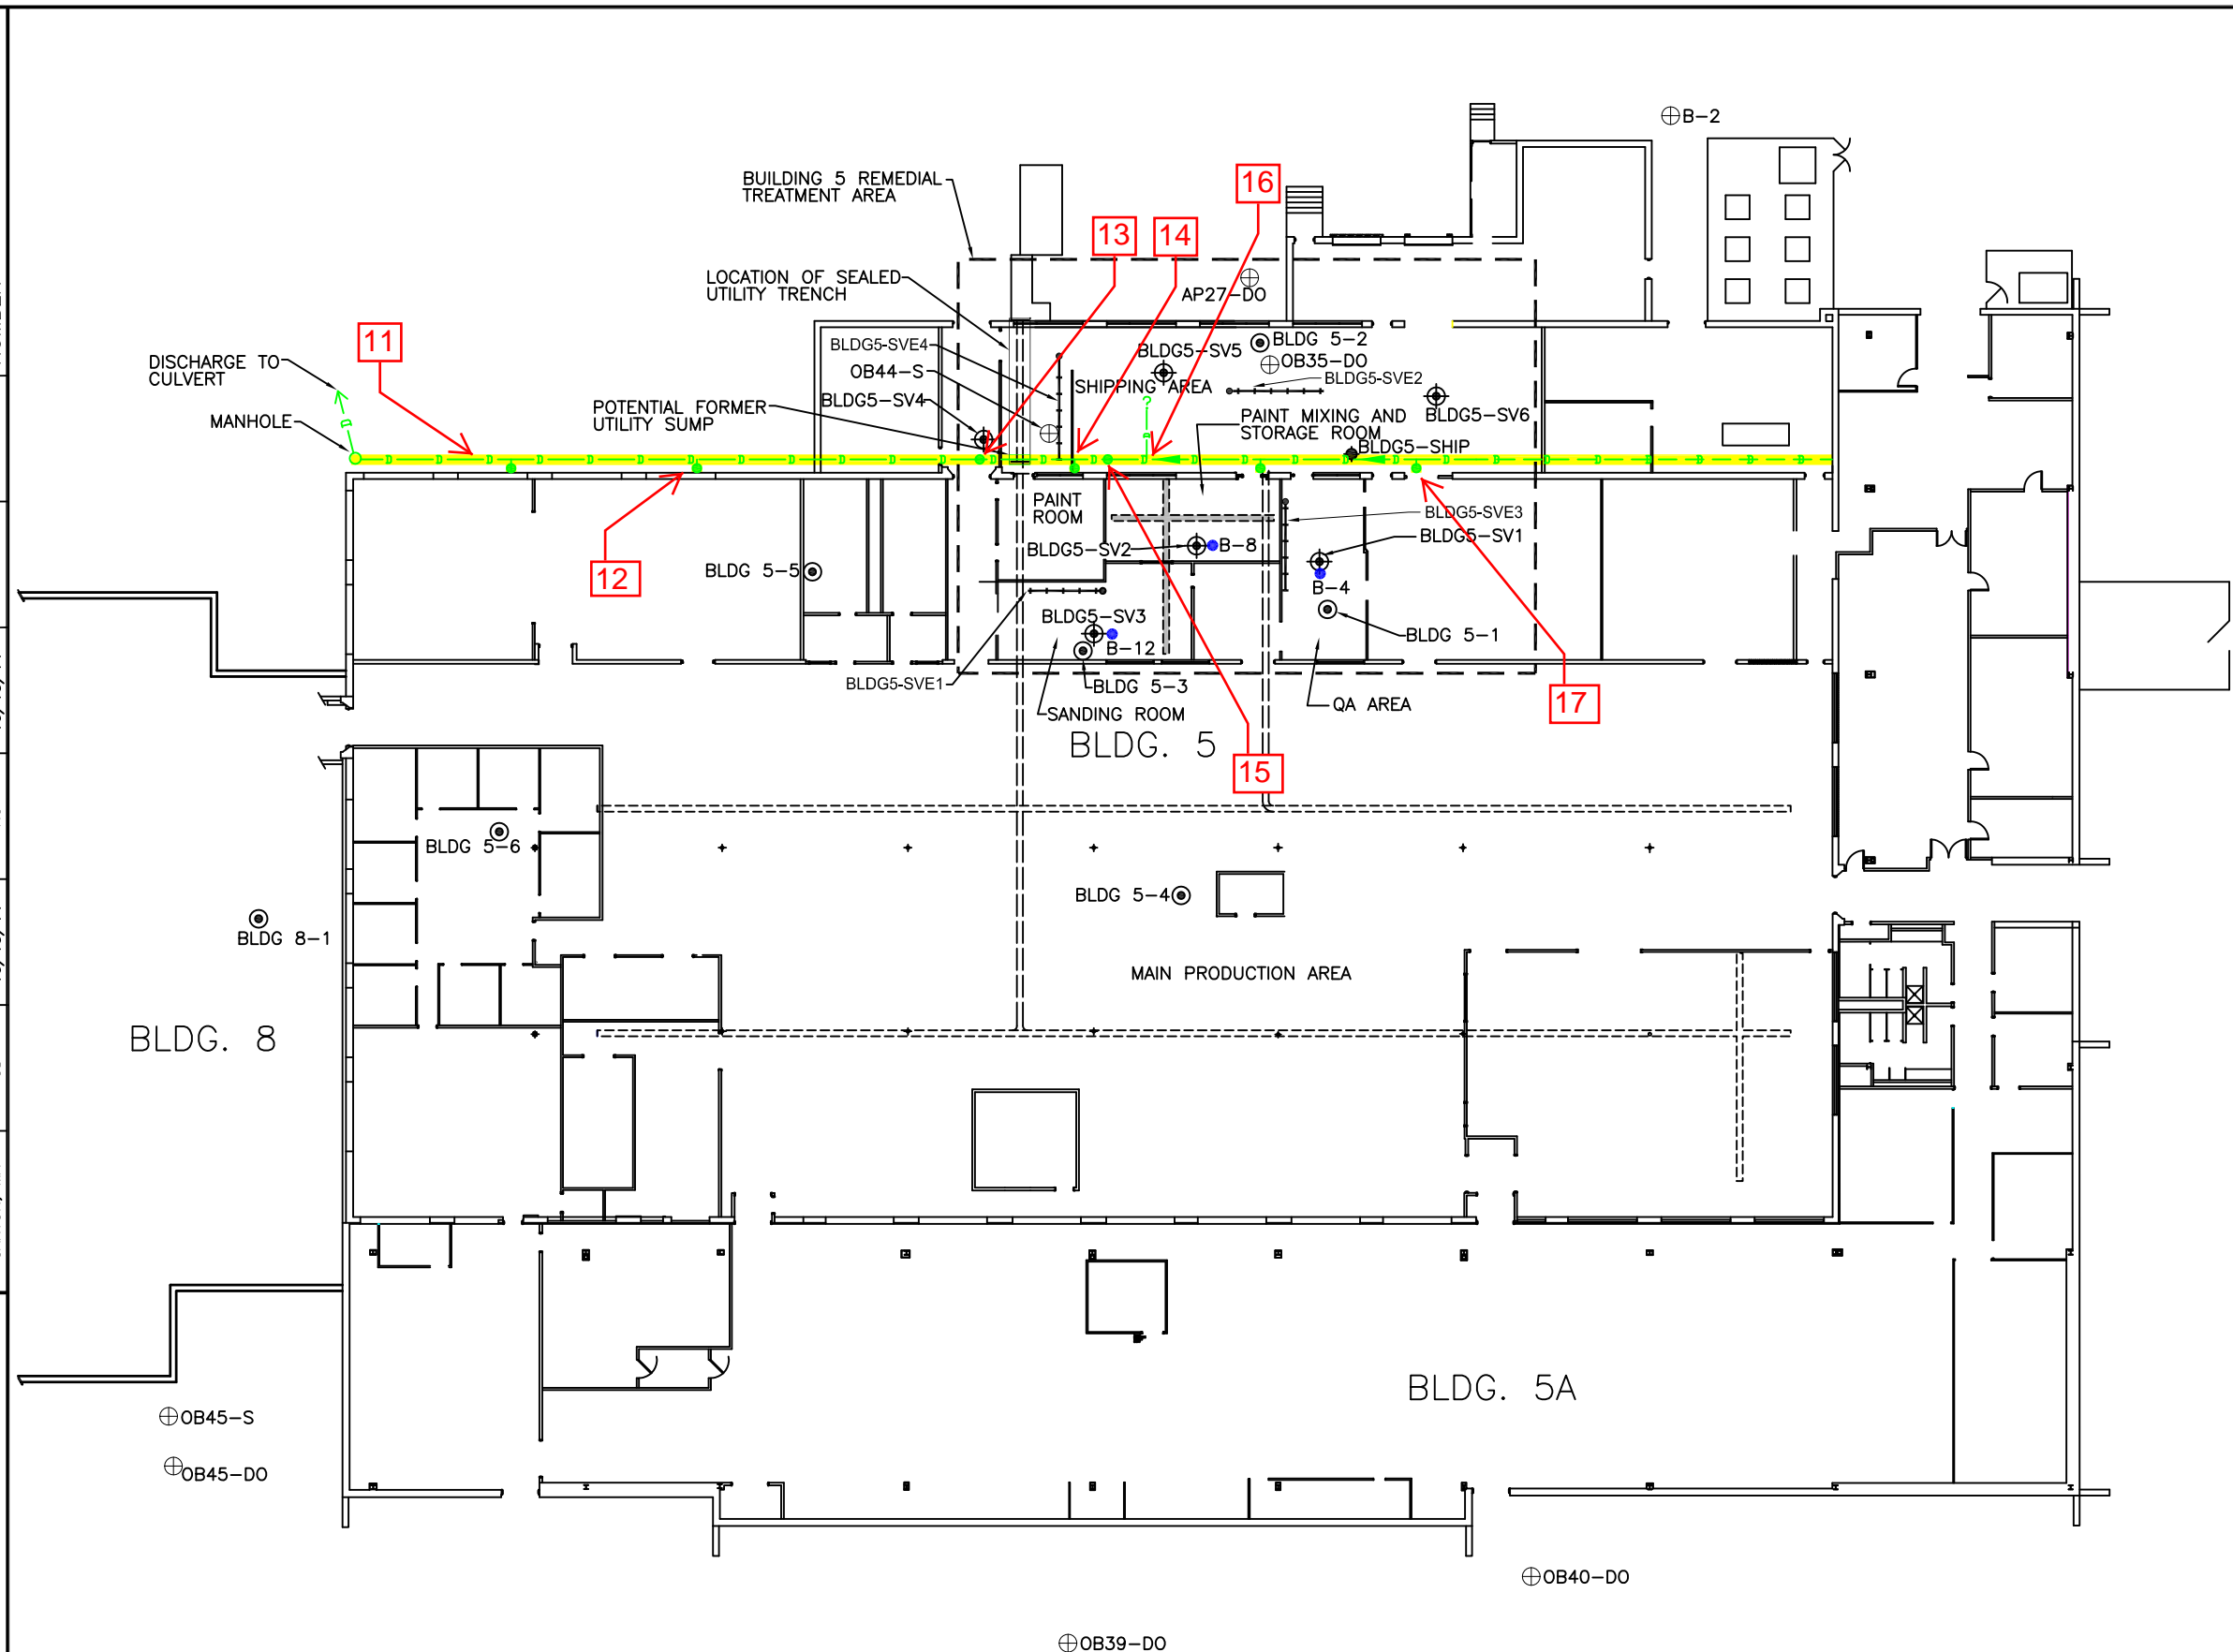 B-2
BUILDING 5 REMEDIAL
TREATMENT AREA
16
13
14
LOCATION OF SEALED
UTILITY TRENCH
AP27-DO
11
DISCHARGE TO
CULVERT
BLDG5-SVE4
BLDG5-SV5
BLDG 5-2
OB35-DO
OB44-S
SHIPPING AREA
BLDG5-SVE2
BLDG5-SV4
POTENTIAL FORMER
UTILITY SUMP
?
PAINT MIXING AND
STORAGE ROOM
BLDG5-SV6
MANHOLE
BLDG5-SHIP
D D D D D D D D D D D D D D D D D D D D D D D D D D D D D
PAINT
ROOM
BLDG5-SVE3
BLDG5-SV1
BLDG5-SV2
B-8
12
BLDG 5-5
B-4
BLDG5-SV3
B-12
BLDG 5-1
BLDG5-SVE1
BLDG 5-3
SANDING ROOM
QA AREA
17
BLDG. 5
15
BLDG 5-6
BLDG 5-4
BLDG 8-1
MAIN PRODUCTION AREA
BLDG. 8
BLDG. 5A
OB45-S
OB45-DO
OB40-DO
OB39-DO